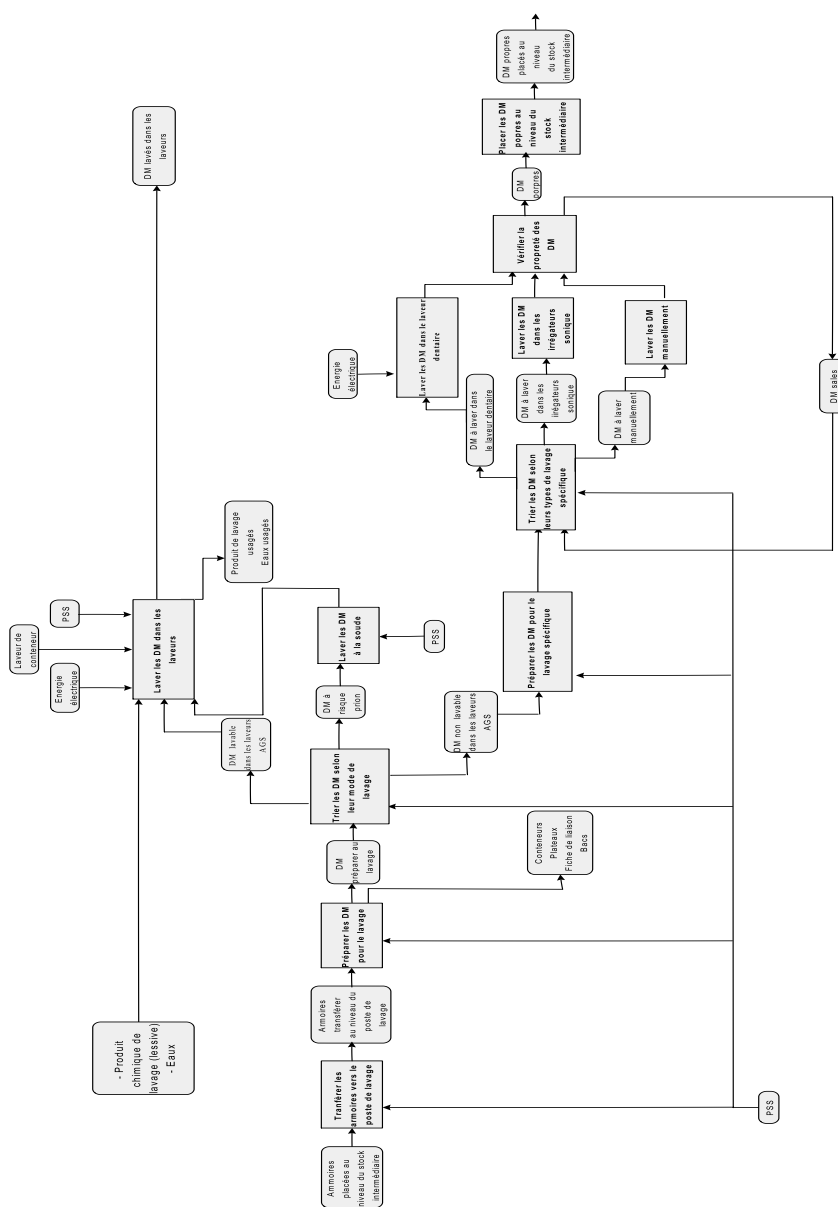 Ammoires
placées au
niveau du stock
intermédiaire
Tranférer les
armoires vers le
poste de lavage
Armoires
transférer
au niveau du
poste de
lavage
Préparer les DM
pour le lavage
DM
préparer au
lavage
Conteneurs
Plateaux
Fiche de liaison
Bacs
Trier les DM selon
leur mode de
lavage
DM lavable
dans les laveurs
AGS
DM à
risque
prion
DM non lavable
dans les laveurs
AGS
Laver les DM
à la soude
PSS
- Produit
chimique de
lavage (lessive)
- Eaux
Energie
électrique
Laveur de
conteneur
PSS
Laver les DM dans les
laveurs
Produit de lavage
usagés
Eaux usagés
DM lavés dans les
laveurs
Préparer les DM pour le
lavage spécifique
Trier les DM selon
leurs types de lavage
spécifique
DM à laver dans
le laveur dentaire
DM à laver
dans les
irégateurs
sonique
DM à laver
manuellement
Energie
électrique
Laver les DM dans le laveur
dentaire
Laver les DM
dans les
irrégateurs
sonique
Laver les DM
manuellement
Vérifier la
propreté des
DM
DM sales
DM
porpres
Placer les DM
popres au
niveau du
stock
intermédiaire
DM propres
placés au
niveau
du stock
intermédiaire
PSS